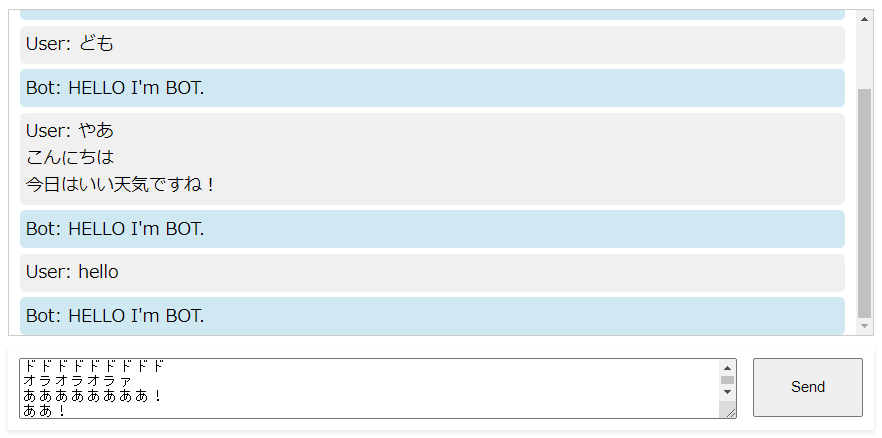 User: ども
Bot: HELLO I'm BOT.
User: やあ
こんにちは
今日はいい天気ですね！
Bot: HELLO I'm BOT.
User: hello
Bot: HELLO I'm BOT.
ドドドドドドドドド
オラオラオラァ
ああああああああ！
ああ！
Send